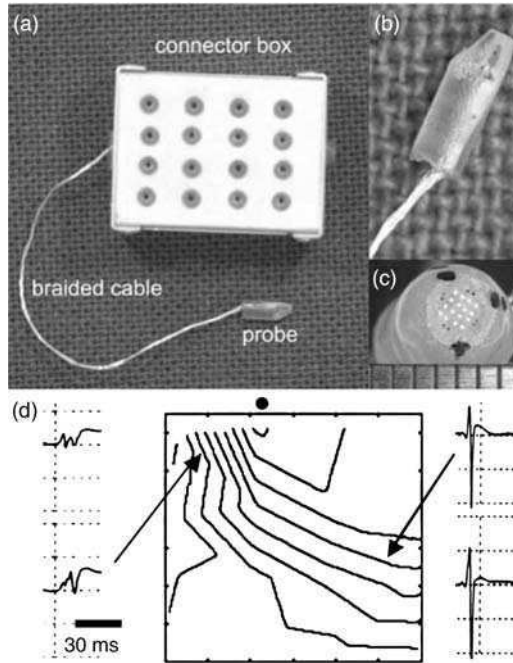 (a)
connector box
braided cable
probe
(b)
(c)
(d)
30 ms